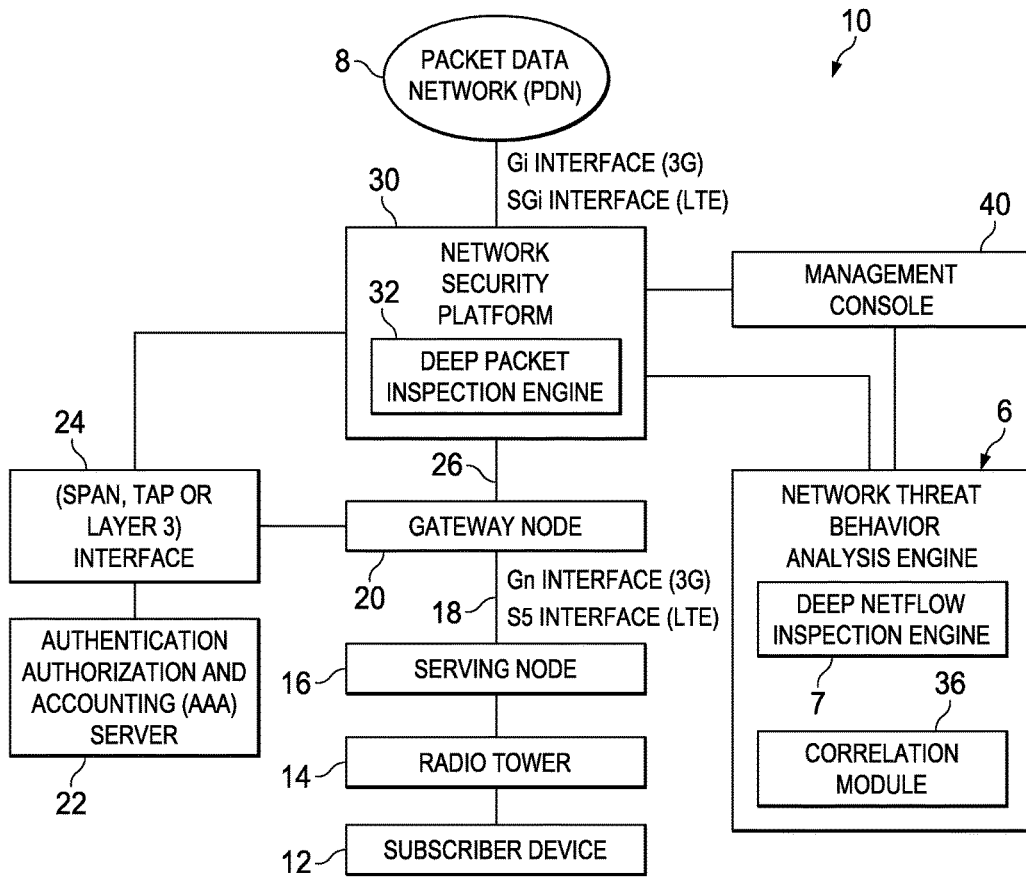 10
8
PACKET DATA
NETWORK (PDN)
Gi INTERFACE (3G)
SGi INTERFACE (LTE)
30
NETWORK
SECURITY
PLATFORM
32
DEEP PACKET
INSPECTION ENGINE
40
MANAGEMENT
CONSOLE
24
(SPAN, TAP OR
LAYER 3)
INTERFACE
26
GATEWAY NODE
20
18
Gn INTERFACE (3G)
S5 INTERFACE (LTE)
6
NETWORK THREAT
BEHAVIOR
ANALYSIS ENGINE
DEEP NETFLOW
INSPECTION ENGINE
7
36
CORRELATION
MODULE
AUTHENTICATION
AUTHORIZATION AND
ACCOUNTING (AAA)
SERVER
22
16
SERVING NODE
14
RADIO TOWER
12
SUBSCRIBER DEVICE